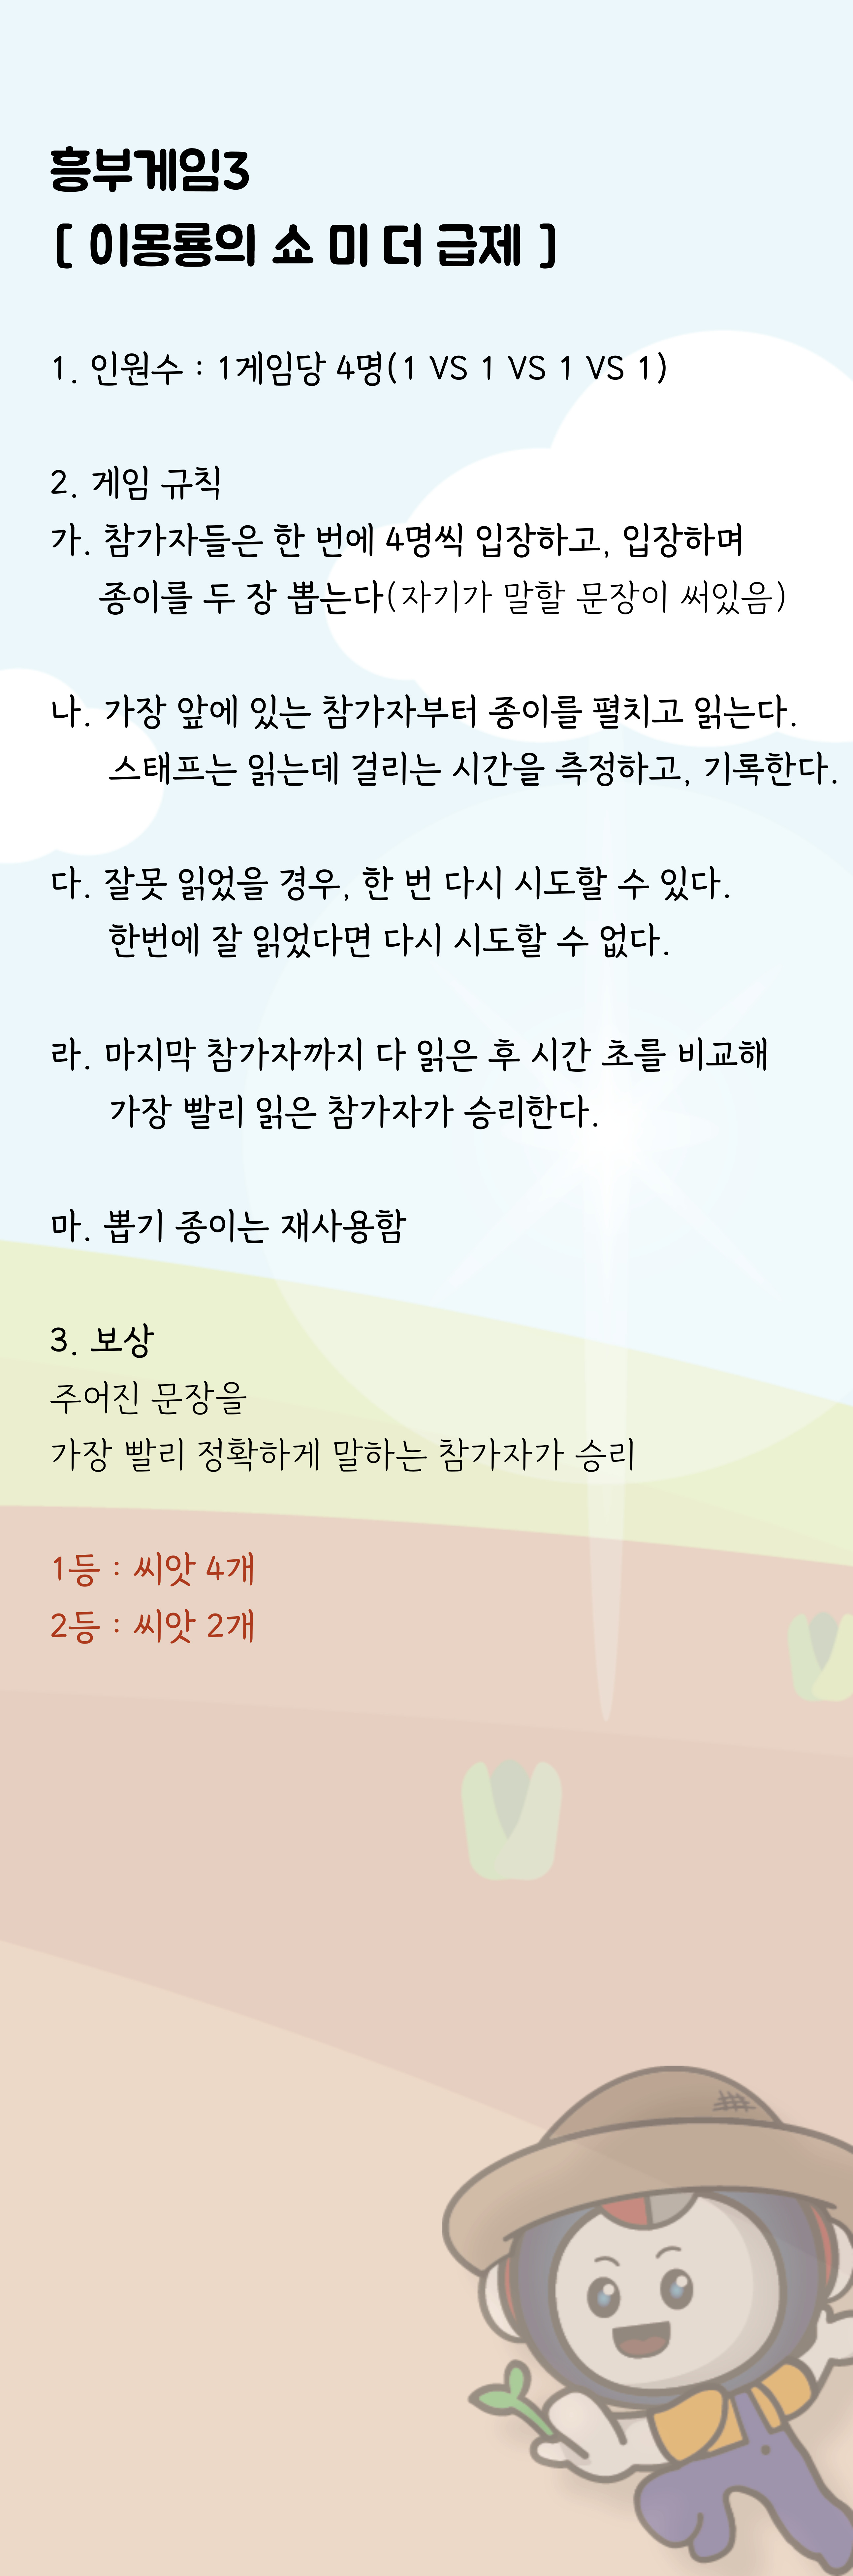 흥부게임3
[ 이몽룡의 쇼 미 더 급제 ]
1. 인원수 : 1게임당 4명(1 VS 1 VS 1 VS 1)
2. 게임 규칙
가. 참가자들은 한 번에 4명씩 입장하고, 입장하며
종이를 두 장 뽑는다(자기가 말할 문장이 써있음)
나. 가장 앞에 있는 참가자부터 종이를 펼치고 읽는다.
스태프는 읽는데 걸리는 시간을 측정하고, 기록한다.
다. 잘못 읽었을 경우, 한 번 다시 시도할 수 있다.
한번에 잘 읽었다면 다시 시도할 수 없다.
라. 마지막 참가자까지 다 읽은 후 시간 초를 비교해
가장 빨리 읽은 참가자가 승리한다.
마. 뽑기 종이는 재사용함
3. 보상
주어진 문장을
가장 빨리 정확하게 말하는 참가자가 승리
1등 : 씨앗 4개
2등 : 씨앗 2개